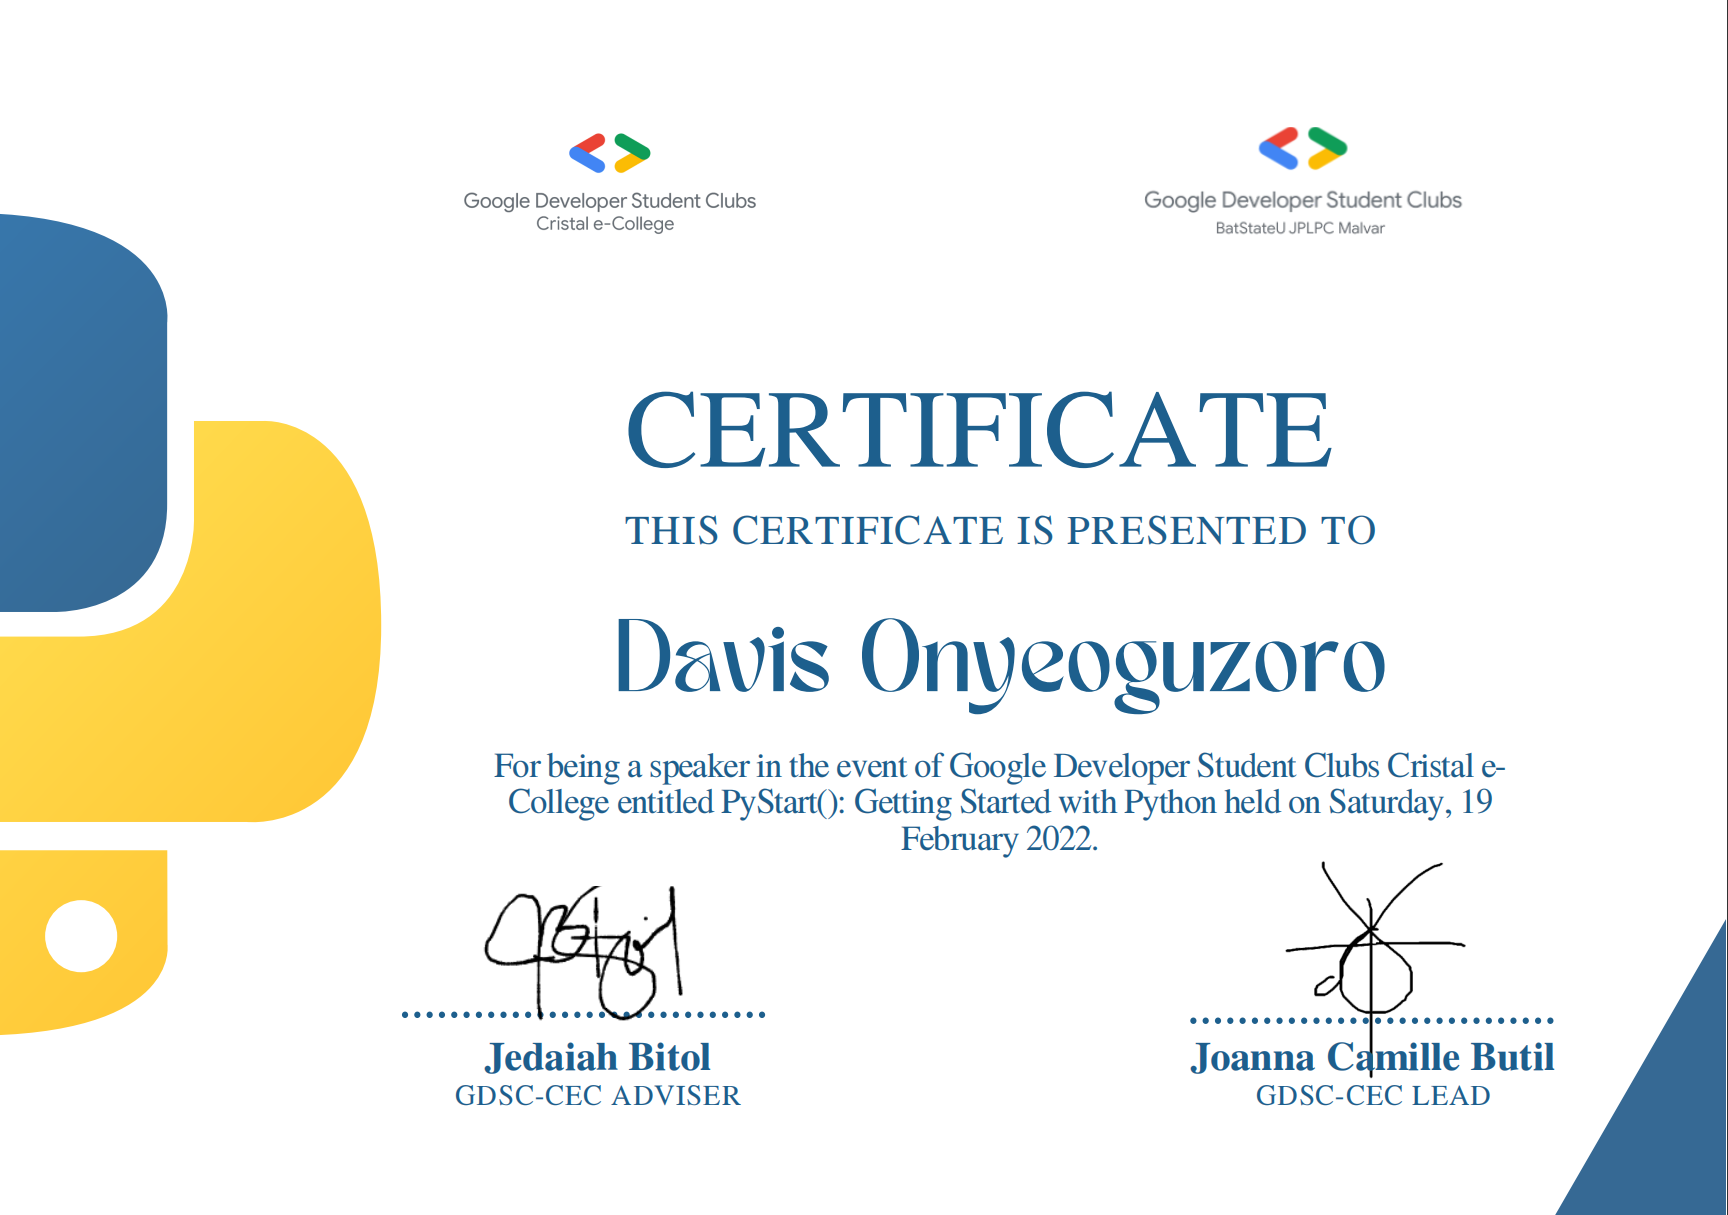 Google Developer Student Clubs
Cristal e-College
Google Developer Student Clubs
BatStateU JPLPC Malvar
CERTIFICATE
THIS CERTIFICATE IS PRESENTED TO
Davis Onyeoguzoro
For being a speaker in the event of Google Developer Student Clubs Cristal e-
College entitled PyStart(): Getting Started with Python held on Saturday, 19
February 2022.
Jedaiah Bitol
GDSC-CEC ADVISER
Joanna Camille Butil
GDSC-CEC LEAD